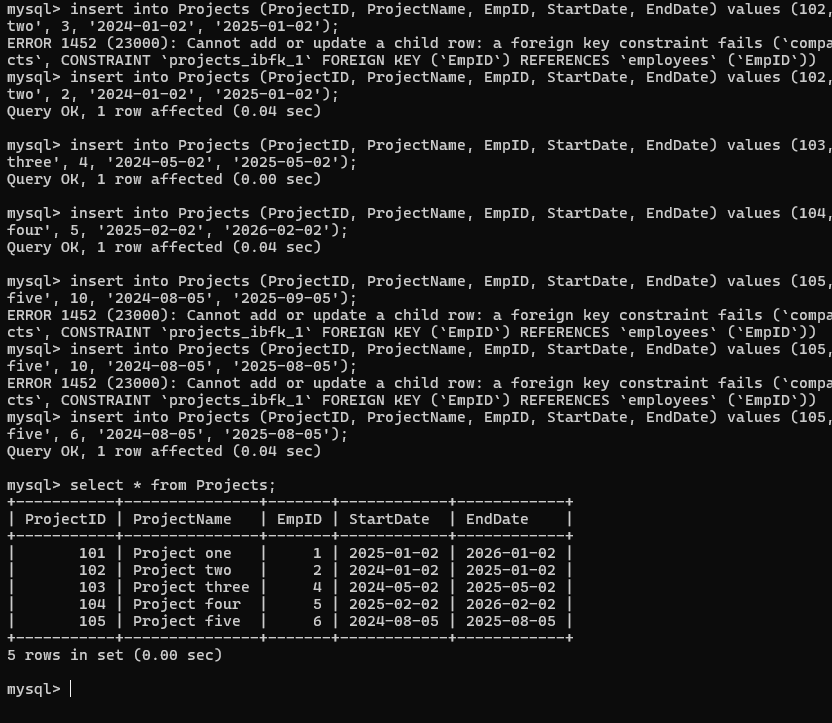 mysql> insert into Projects (ProjectID, ProjectName, EmpID, StartDate, EndDate) values (102,
two', 3, '2024-01-02', '2025-01-02');
ERROR 1452 (23000): Cannot add or update a child row: a foreign key constraint fails (`compa
cts`, CONSTRAINT `projects_ibfk_1` FOREIGN KEY (`EmpID`) REFERENCES `employees` (`EmpID`))
mysql> insert into Projects (ProjectID, ProjectName, EmpID, StartDate, EndDate) values (102,
two', 2, '2024-01-02', '2025-01-02');
Query OK, 1 row affected (0.04 sec)

mysql> insert into Projects (ProjectID, ProjectName, EmpID, StartDate, EndDate) values (103,
three', 4, '2024-05-02', '2025-05-02');
Query OK, 1 row affected (0.00 sec)

mysql> insert into Projects (ProjectID, ProjectName, EmpID, StartDate, EndDate) values (104,
four', 5, '2025-02-02', '2026-02-02');
Query OK, 1 row affected (0.04 sec)

mysql> insert into Projects (ProjectID, ProjectName, EmpID, StartDate, EndDate) values (105,
five', 10, '2024-08-05', '2025-09-05');
ERROR 1452 (23000): Cannot add or update a child row: a foreign key constraint fails (`compa
cts`, CONSTRAINT `projects_ibfk_1` FOREIGN KEY (`EmpID`) REFERENCES `employees` (`EmpID`))
mysql> insert into Projects (ProjectID, ProjectName, EmpID, StartDate, EndDate) values (105,
five', 10, '2024-08-05', '2025-08-05');
ERROR 1452 (23000): Cannot add or update a child row: a foreign key constraint fails (`compa
cts`, CONSTRAINT `projects_ibfk_1` FOREIGN KEY (`EmpID`) REFERENCES `employees` (`EmpID`))
mysql> insert into Projects (ProjectID, ProjectName, EmpID, StartDate, EndDate) values (105,
five', 6, '2024-08-05', '2025-08-05');
Query OK, 1 row affected (0.04 sec)

mysql> select * from Projects;
+-----------+---------------+-------+------------+------------+
| ProjectID | ProjectName   | EmpID | StartDate  | EndDate    |
+-----------+---------------+-------+------------+------------+
|       101 | Project one   |     1 | 2025-01-02 | 2026-01-02 |
|       102 | Project two   |     2 | 2024-01-02 | 2025-01-02 |
|       103 | Project three |     4 | 2024-05-02 | 2025-05-02 |
|       104 | Project four  |     5 | 2025-02-02 | 2026-02-02 |
|       105 | Project five  |     6 | 2024-08-05 | 2025-08-05 |
+-----------+---------------+-------+------------+------------+
5 rows in set (0.00 sec)

mysql>